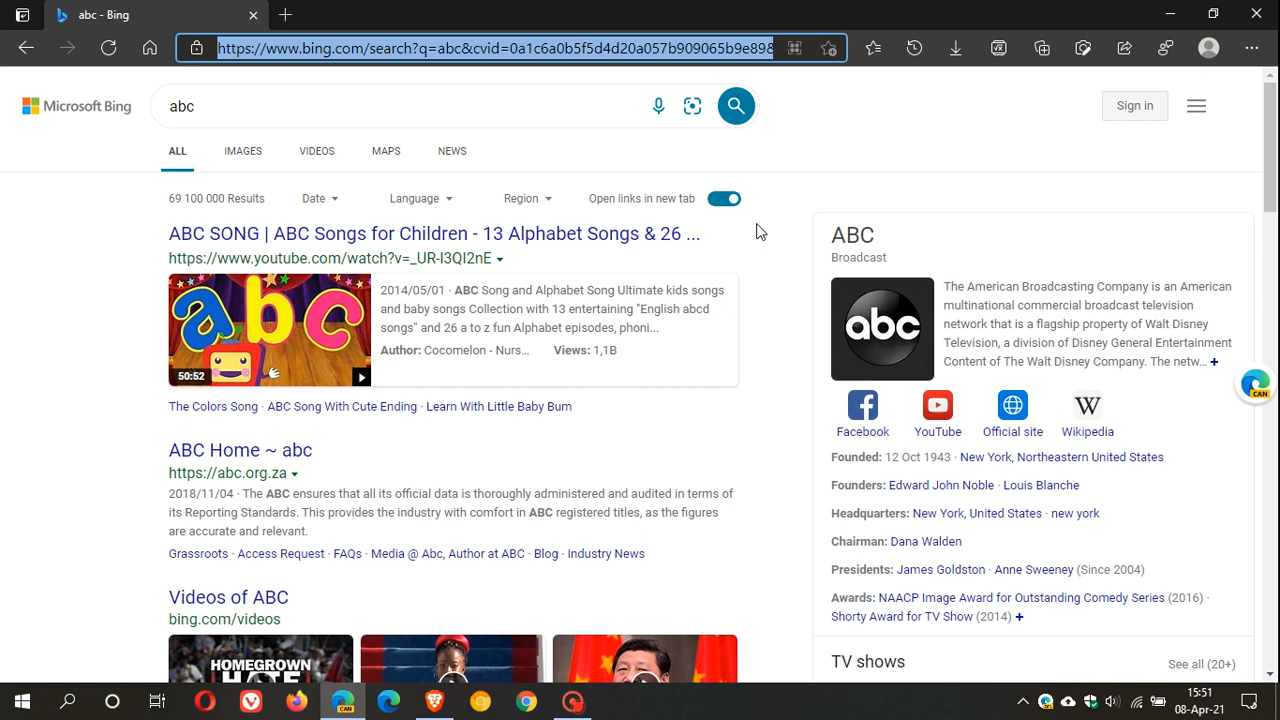 abc - Bing
https://www.bing.com/search?q=abc&cvid=0a1c6a0b5f5d4d20a057b909065b9e89&
Microsoft Bing
abc
Sign in
ALL IMAGES VIDEOS MAPS NEWS
69 100 000 Results Date Language Region Open links in new tab
ABC SONG | ABC Songs for Children - 13 Alphabet Songs & 26 ...
https://www.youtube.com/watch?v=_UR-l3QI2nE
abc
50:52
2014/05/01 · ABC Song and Alphabet Song Ultimate kids songs
and baby songs Collection with 13 entertaining "English abcd
songs" and 26 a to z fun Alphabet episodes, phoni...
Author: Cocomelon - Nurs... Views: 1,1B
The Colors Song · ABC Song With Cute Ending · Learn With Little Baby Bum
ABC Home ~ abc
https://abc.org.za
2018/11/04 · The ABC ensures that all its official data is thoroughly administered and audited in terms of
its Reporting Standards. This provides the industry with comfort in ABC registered titles, as the figures
are accurate and relevant.
Grassroots · Access Request · FAQs · Media @ Abc, Author at ABC · Blog · Industry News
Videos of ABC
bing.com/videos
HOMEGROWN
HATE
ABC
Broadcast
abc
The American Broadcasting Company is an American
multinational commercial broadcast television
network that is a flagship property of Walt Disney
Television, a division of Disney General Entertainment
Content of The Walt Disney Company. The netw... +
CAN
W
Facebook YouTube Official site Wikipedia
Founded: 12 Oct 1943 · New York, Northeastern United States
Founders: Edward John Noble · Louis Blanche
Headquarters: New York, United States · new york
Chairman: Dana Walden
Presidents: James Goldston · Anne Sweeney (Since 2004)
Awards: NAACP Image Award for Outstanding Comedy Series (2016) ·
Shorty Award for TV Show (2014) +
TV shows See all (20+)
CAN
15:51
08-Apr-21